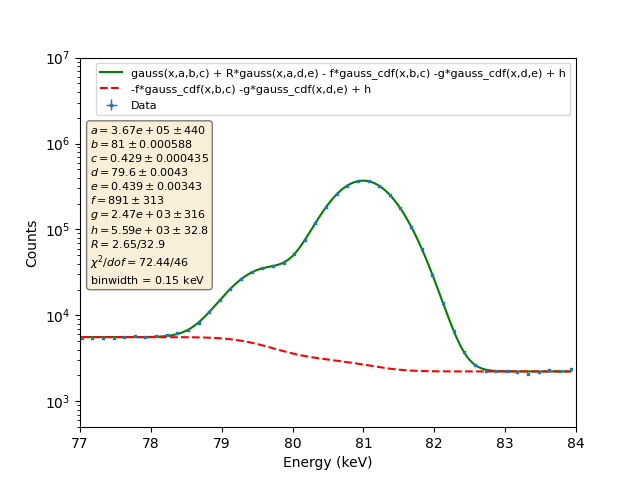 gauss(x,a,b,c) + R*gauss(x,a,d,e) - f*gauss_cdf(x,b,c) -g*gauss_cdf(x,d,e) + h
-f*gauss_cdf(x,b,c) -g*gauss_cdf(x,d,e) + h
Data
a = 3.67e + 05 ± 440
b = 81 ± 0.000588
c = 0.429 ± 0.000435
d = 79.6 ± 0.0043
e = 0.439 ± 0.00343
f = 891 ± 313
g = 2.47e + 03 ± 316
h = 5.59e + 03 ± 32.8
R = 2.65/32.9
χ²/dof = 72.44/46
binwidth = 0.15 keV
10⁷
10⁶
10⁵
10⁴
10³
Counts
77 78 79 80 81 82 83 84
Energy (keV)